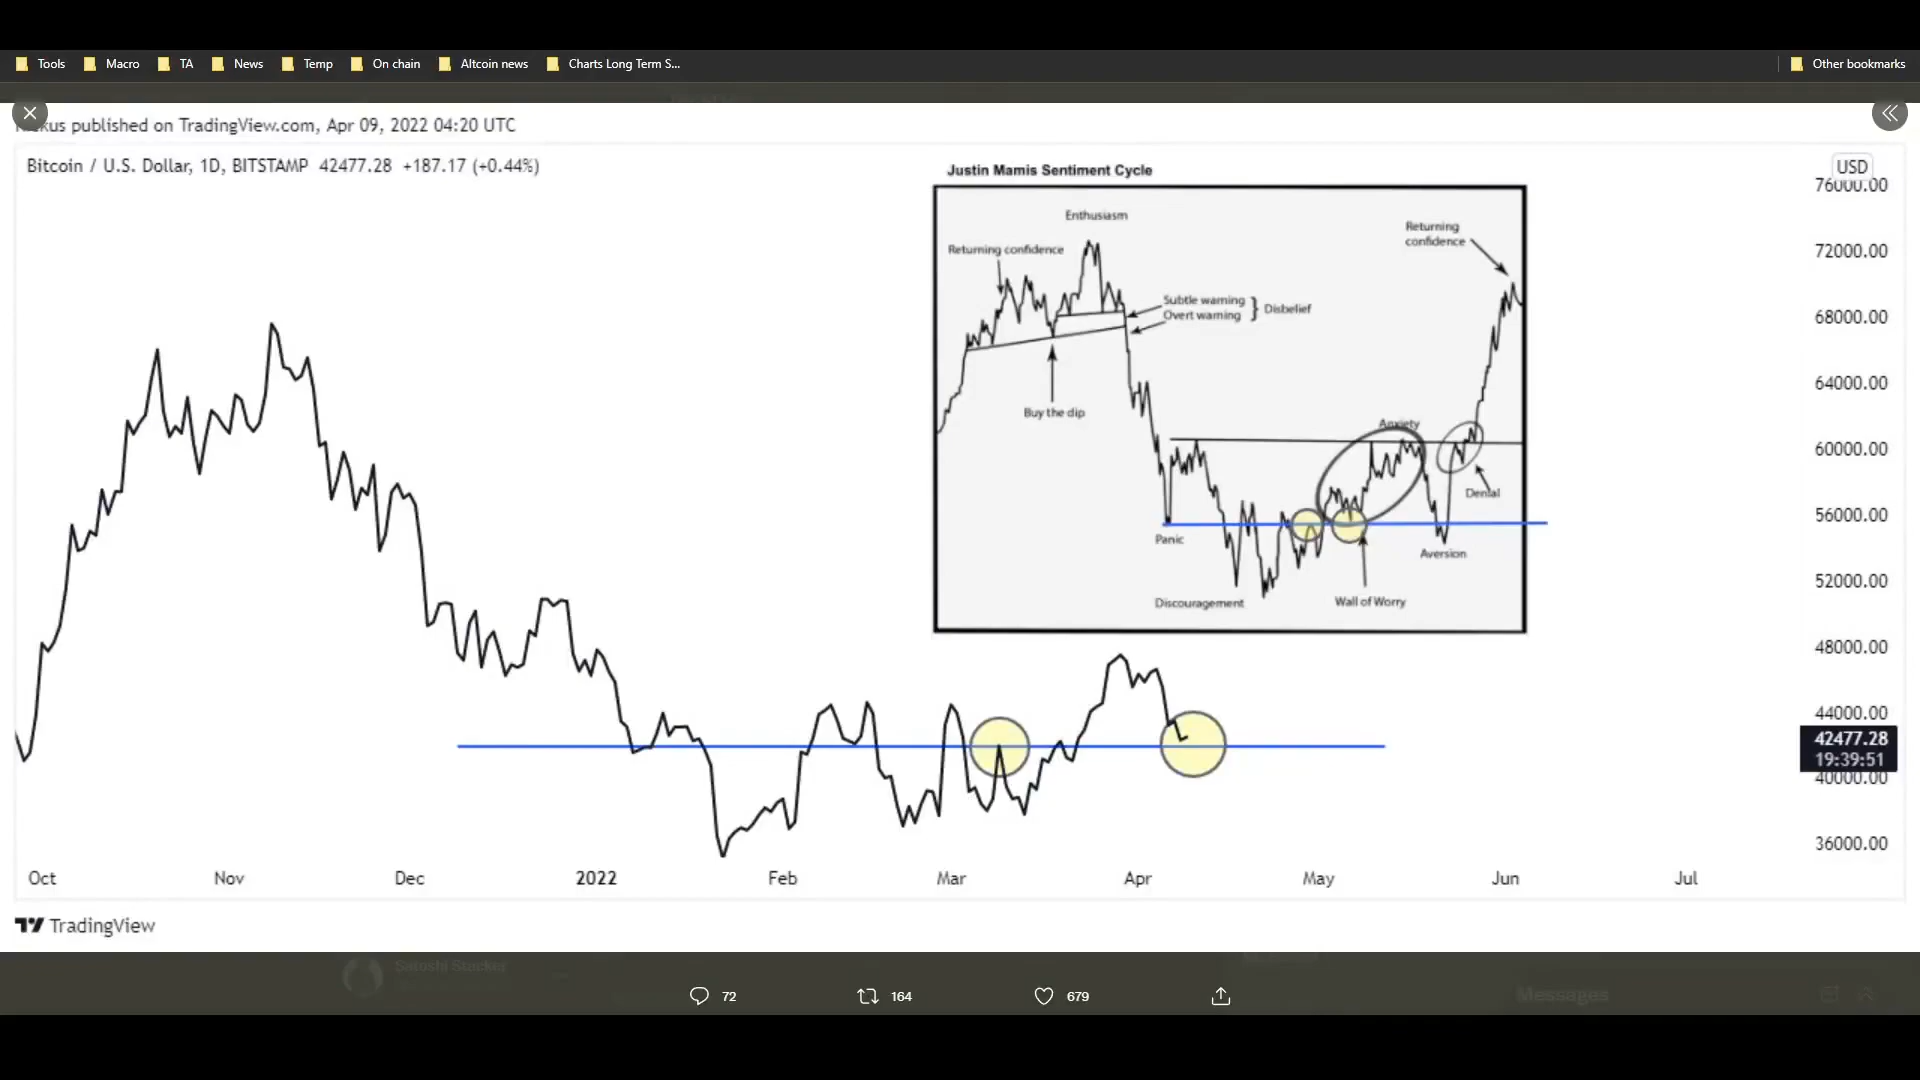 Tools
Macro
TA
News
Temp
On chain
Altcoin news
Charts Long Term S...
Other bookmarks
published on TradingView.com, Apr 09, 2022 04:20 UTC
Bitcoin / U.S. Dollar, 1D, BITSTAMP 42477.28 +187.17 (+0.44%)
Justin Mamis Sentiment Cycle
Enthusiasm
Returning confidence
Returning
confidence
Subtle warning
Overt warning
Disbelief
Buy the dip
Anxiety
Denial
Panic
Aversion
Discouragement
Wall of Worry
USD
76000.00
72000.00
68000.00
64000.00
60000.00
56000.00
52000.00
48000.00
44000.00
42477.28
19:39:51
40000.00
36000.00
Oct
Nov
Dec
2022
Feb
Mar
Apr
May
Jun
Jul
TradingView
Satoshi Stacker
72
164
679
Messages